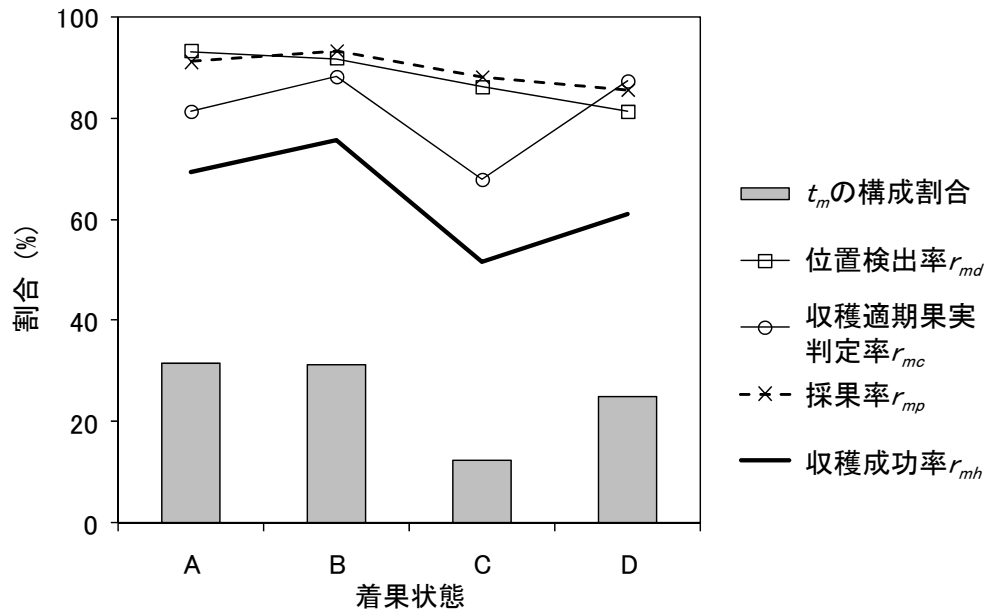 100
80
60
40
20
0
割合 (%)
A B C D
着果状態
tmの構成割合
位置検出率rmd
収穫適期果実
判定率rmc
採果率rmp
収穫成功率rmh